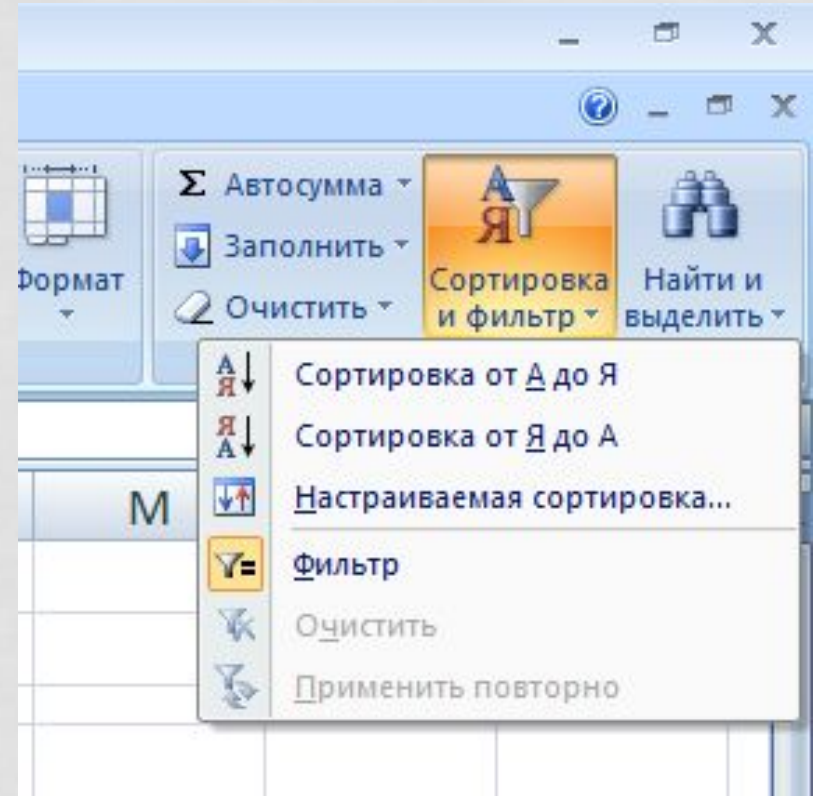 Σ Автосумма
Заполнить
Очистить
Формат
Сортировка
и фильтр
Найти и
выделить
Сортировка от А до Я
Сортировка от Я до А
Настраиваемая сортировка...
Фильтр
Очистить
Применить повторно
M